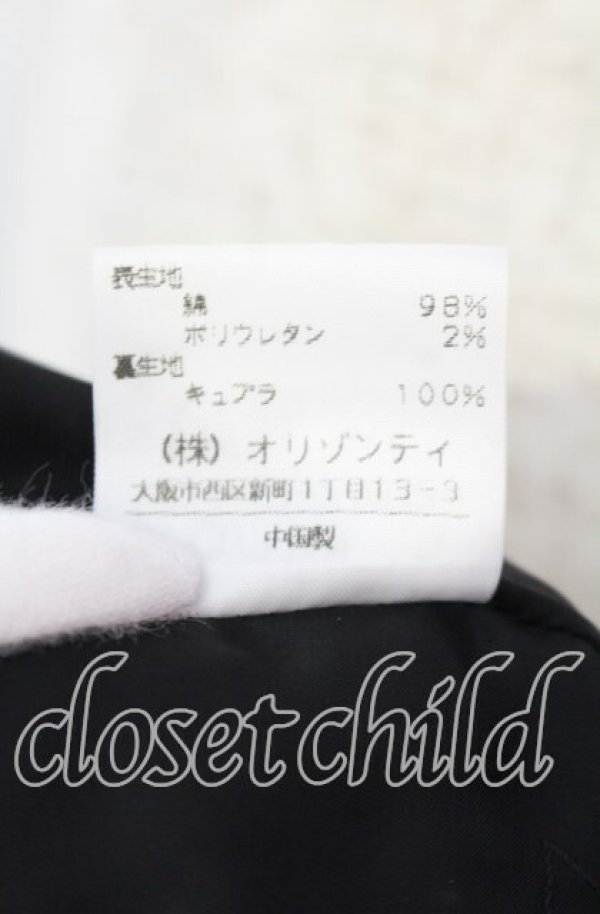 表生地
綿 98%
ポリウレタン 2%
裏生地
キュプラ 100%
(株) オリゾンティ
大阪市西区新町1丁目13-3
中国製
closet child